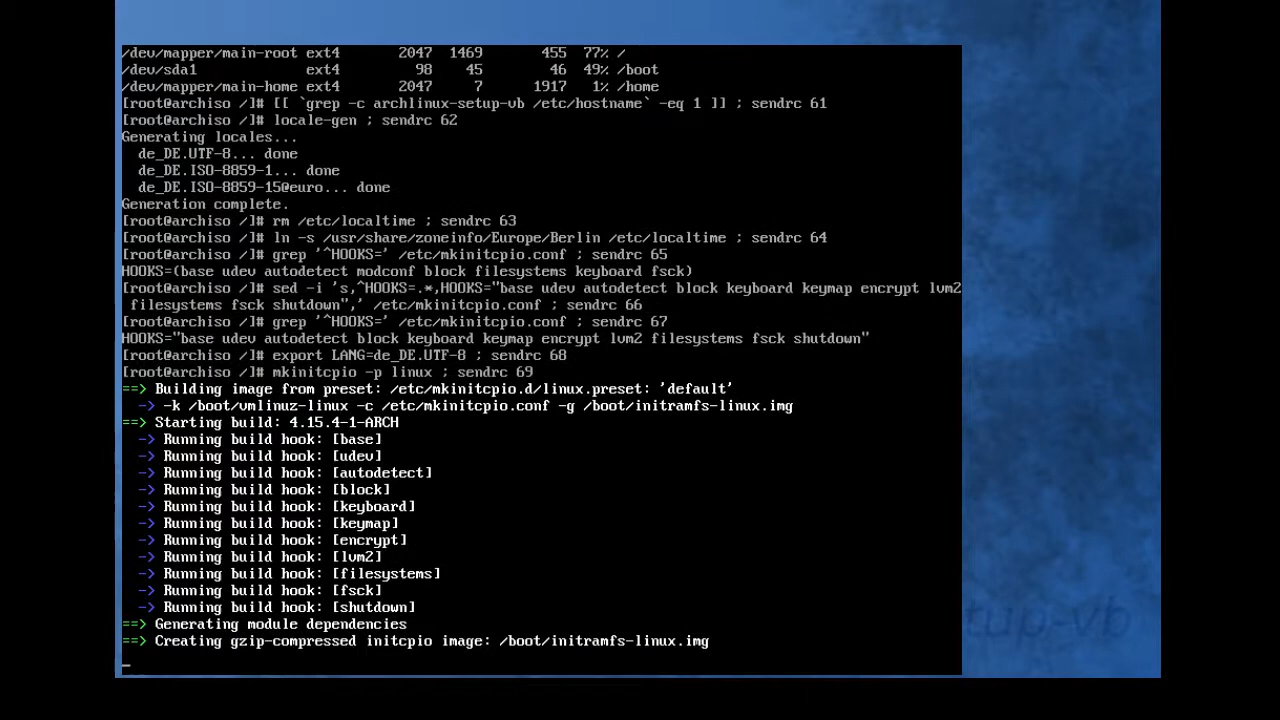 /dev/mapper/main-root ext4       2047  1469       455  77% /
/dev/sda1             ext4         98    45        46  49% /boot
/dev/mapper/main-home ext4       2047     7      1917   1% /home
[root@archiso /]# [[ `grep -c archlinux-setup-vb /etc/hostname` -eq 1 ]] ; sendrc 61
[root@archiso /]# locale-gen ; sendrc 62
Generating locales...
  de_DE.UTF-8... done
  de_DE.ISO-8859-1... done
  de_DE.ISO-8859-15@euro... done
Generation complete.
[root@archiso /]# rm /etc/localtime ; sendrc 63
[root@archiso /]# ln -s /usr/share/zoneinfo/Europe/Berlin /etc/localtime ; sendrc 64
[root@archiso /]# grep '^HOOKS=' /etc/mkinitcpio.conf ; sendrc 65
HOOKS=(base udev autodetect modconf block filesystems keyboard fsck)
[root@archiso /]# sed -i 's,^HOOKS=.*,HOOKS="base udev autodetect block keyboard keymap encrypt lvm2
 filesystems fsck shutdown",' /etc/mkinitcpio.conf ; sendrc 66
[root@archiso /]# grep '^HOOKS=' /etc/mkinitcpio.conf ; sendrc 67
HOOKS="base udev autodetect block keyboard keymap encrypt lvm2 filesystems fsck shutdown"
[root@archiso /]# export LANG=de_DE.UTF-8 ; sendrc 68
[root@archiso /]# mkinitcpio -p linux ; sendrc 69
==> Building image from preset: /etc/mkinitcpio.d/linux.preset: 'default'
  -> -k /boot/vmlinuz-linux -c /etc/mkinitcpio.conf -g /boot/initramfs-linux.img
==> Starting build: 4.15.4-1-ARCH
  -> Running build hook: [base]
  -> Running build hook: [udev]
  -> Running build hook: [autodetect]
  -> Running build hook: [block]
  -> Running build hook: [keyboard]
  -> Running build hook: [keymap]
  -> Running build hook: [encrypt]
  -> Running build hook: [lvm2]
  -> Running build hook: [filesystems]
  -> Running build hook: [fsck]
  -> Running build hook: [shutdown]
==> Generating module dependencies
==> Creating gzip-compressed initcpio image: /boot/initramfs-linux.img
tup-vb